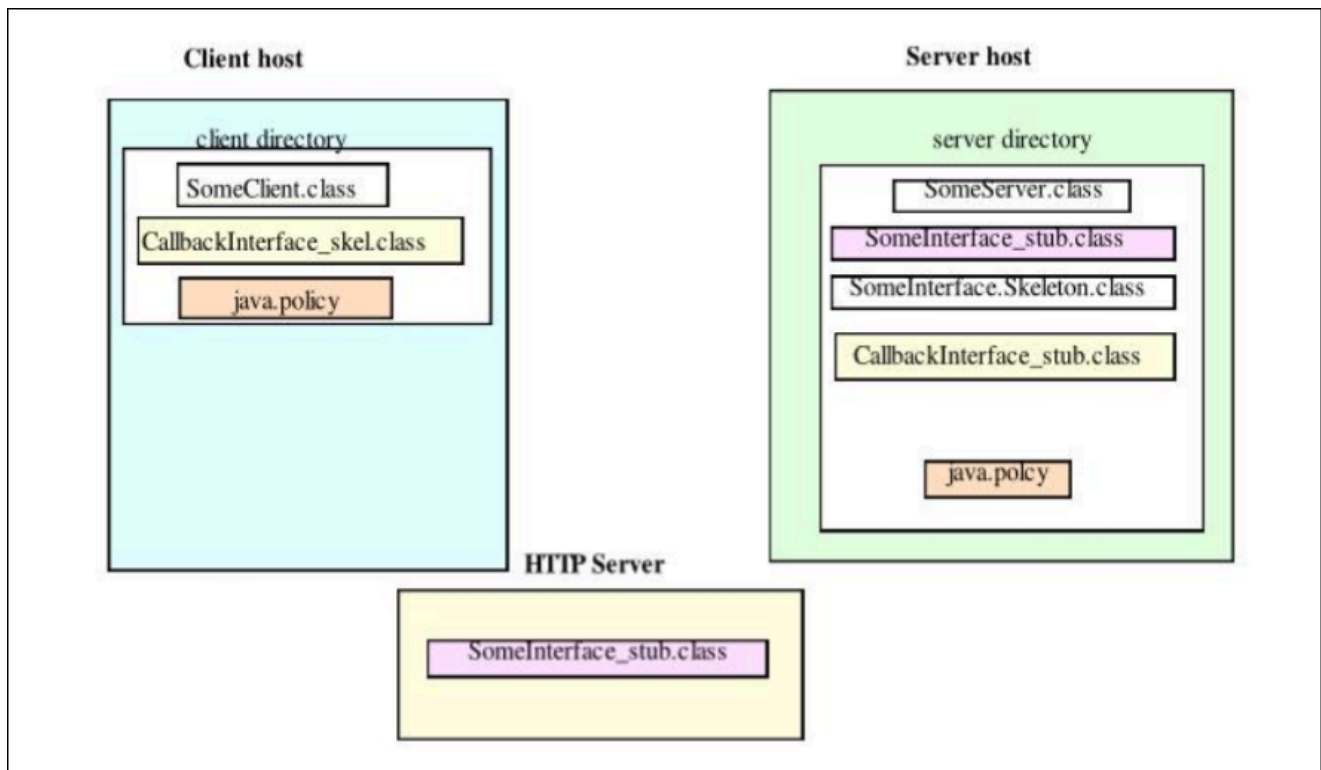 Client host
client directory
SomeClient.class
CallbackInterface_skel.class
java.policy
Server host
server directory
SomeServer.class
SomeInterface_stub.class
SomeInterface.Skeleton.class
CallbackInterface_stub.class
java.polcy
HTTP Server
SomeInterface_stub.class